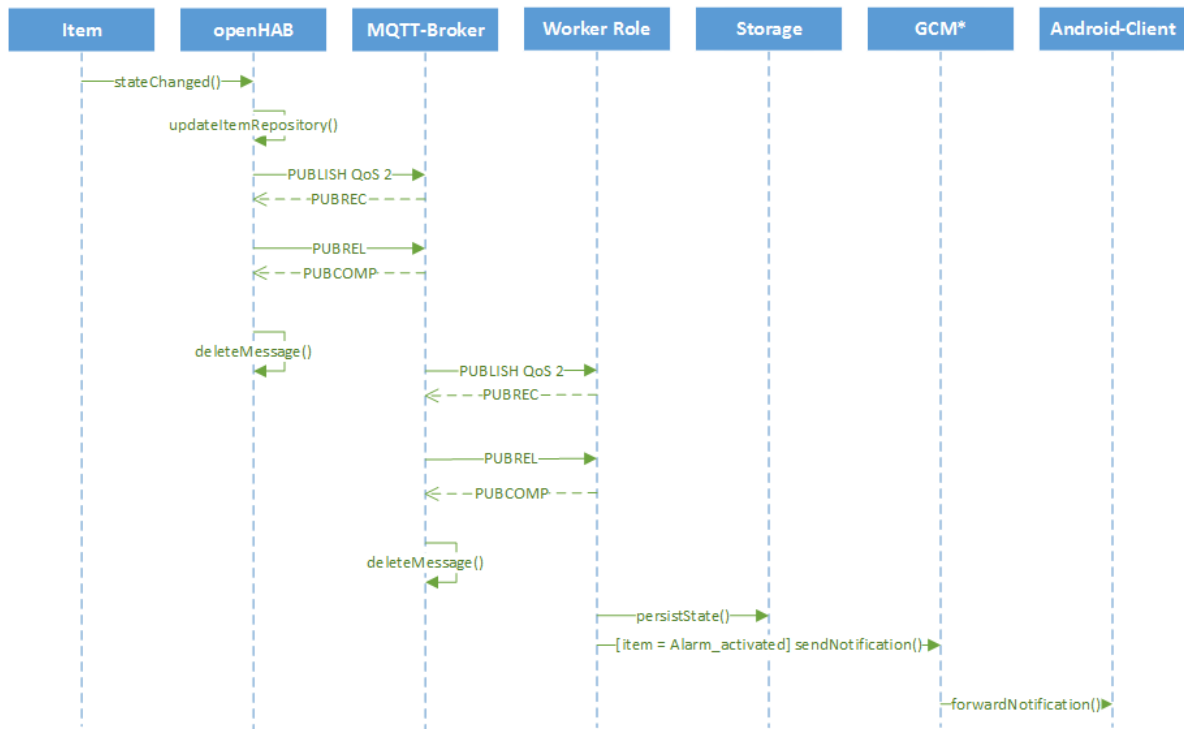 Item
openHAB
MQTT-Broker
Worker Role
Storage
GCM*
Android-Client
stateChanged()
updateItemRepository()
PUBLISH QoS 2
PUBREC
PUBREL
PUBCOMP
deleteMessage()
PUBLISH QoS 2
PUBREC
PUBREL
PUBCOMP
deleteMessage()
persistState()
[item = Alarm_activated] sendNotification()
forwardNotification()